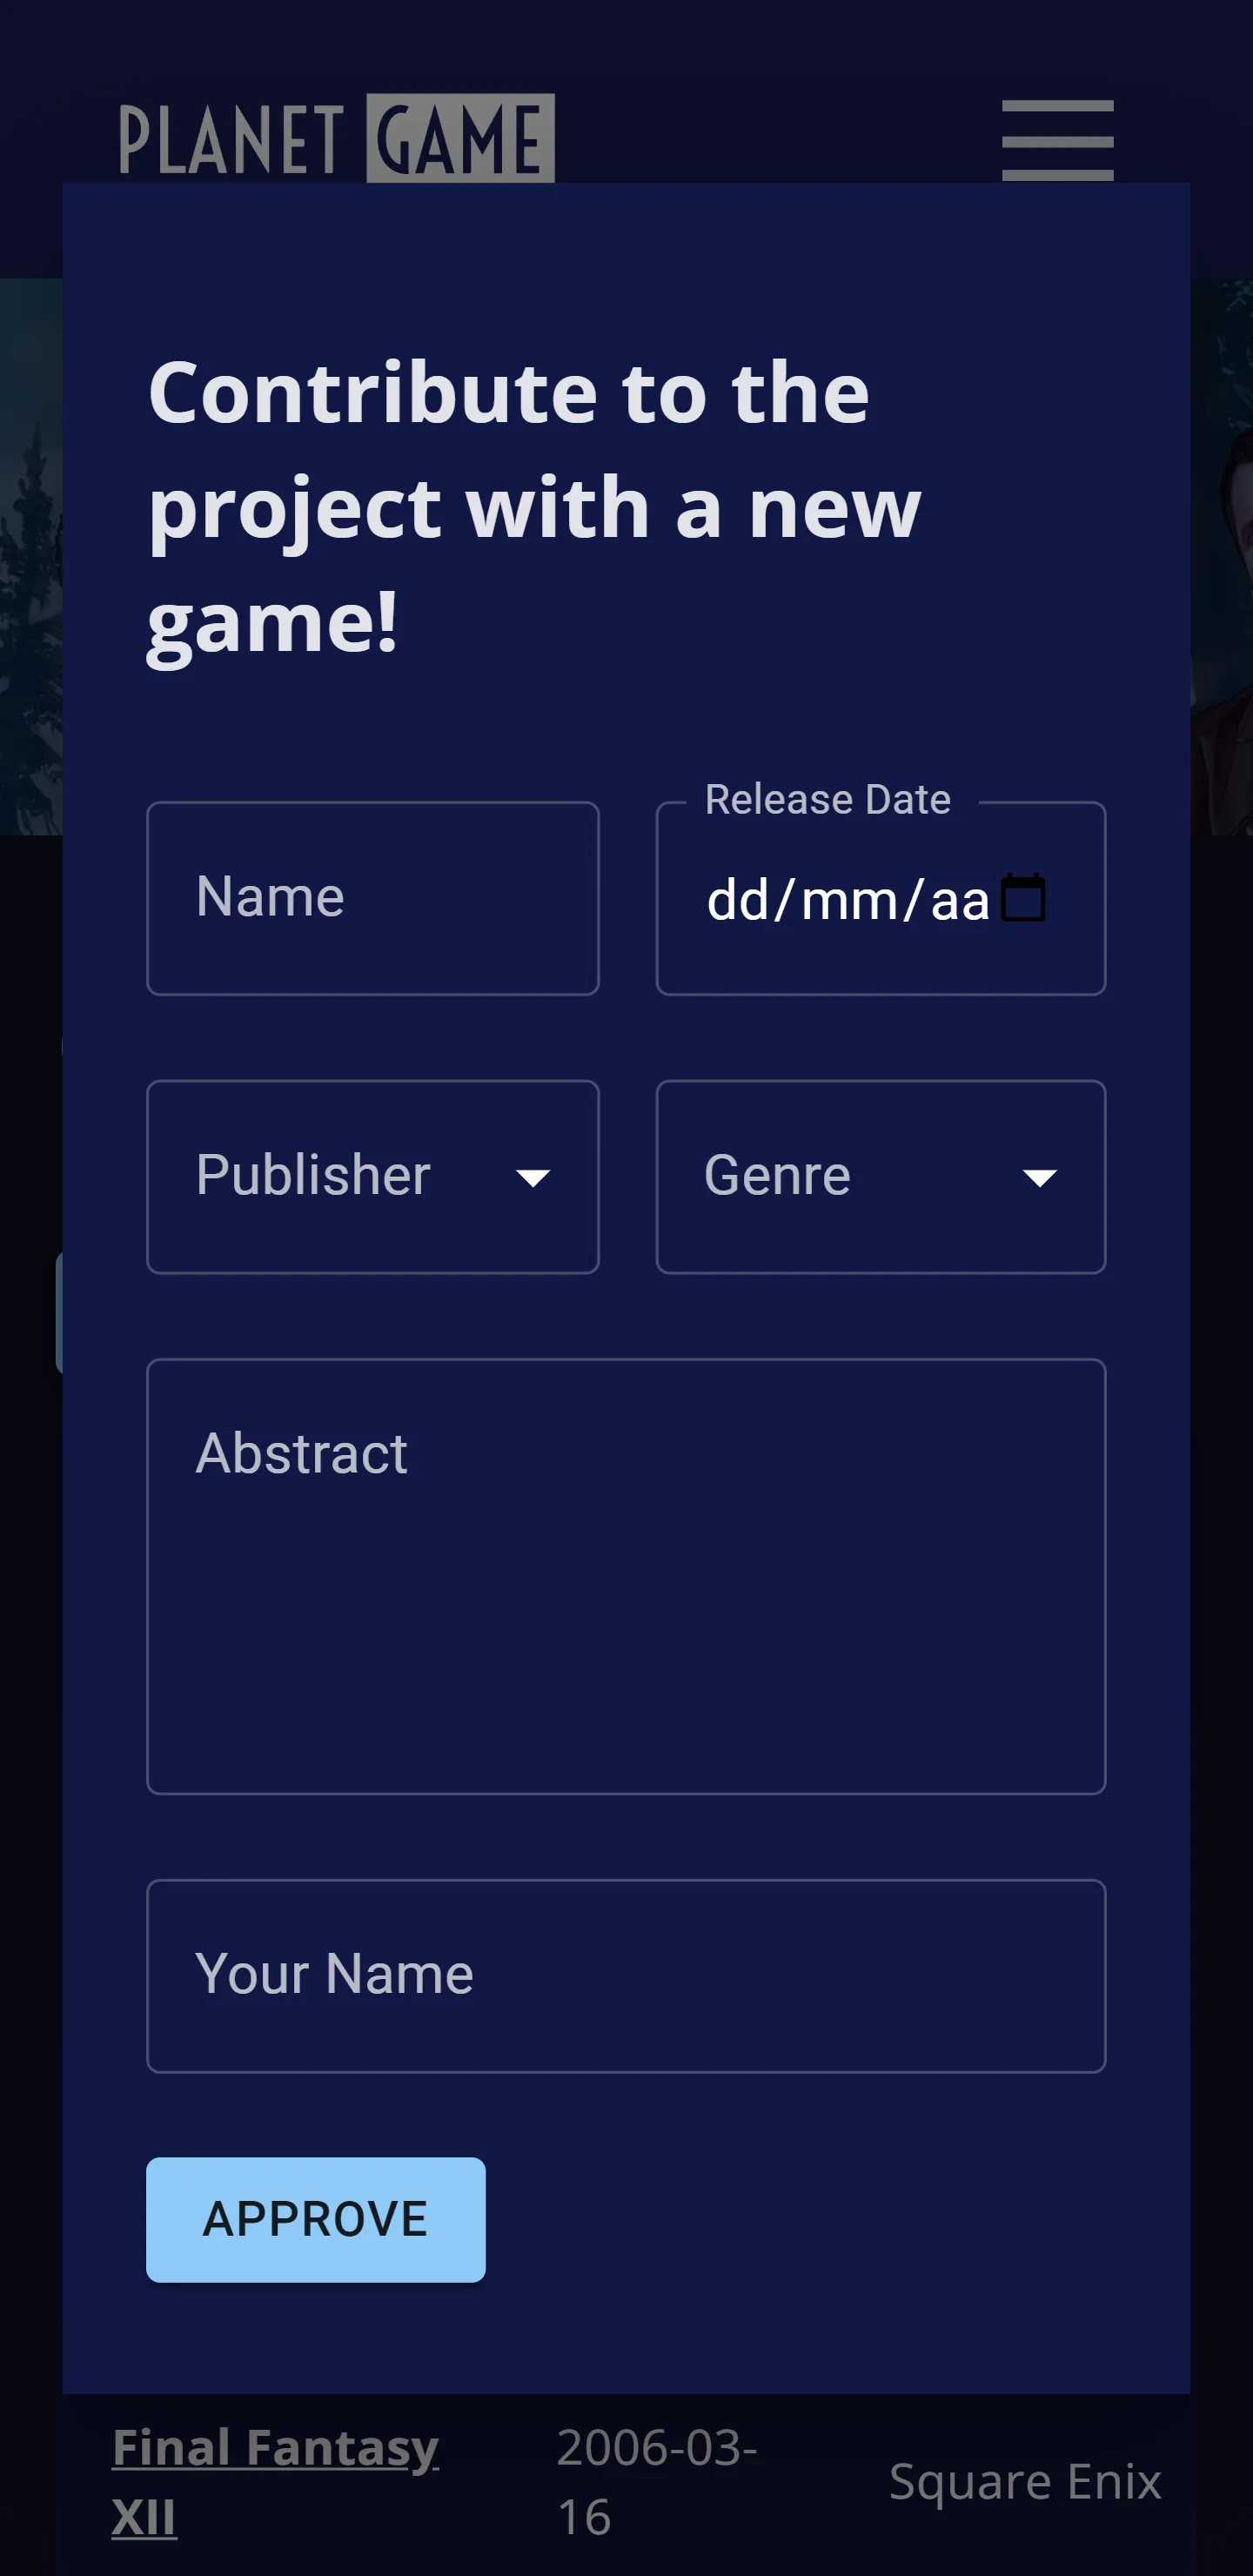 PLANET GAME
Contribute to the
project with a new
game!
Name
Release Date
dd/mm/aa
Publisher
Genre
Abstract
Your Name
APPROVE
Final Fantasy
XII
2006-03-
16
Square Enix